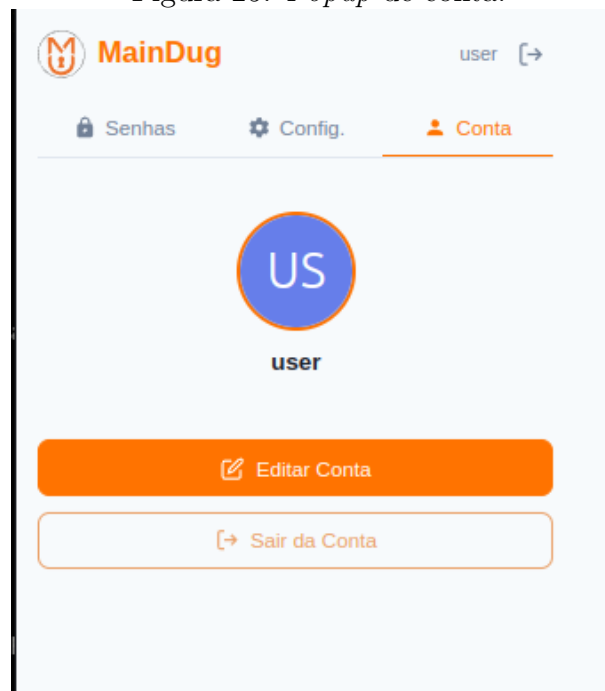 MainDug user
Senhas Config. Conta
US
user
Editar Conta
Sair da Conta